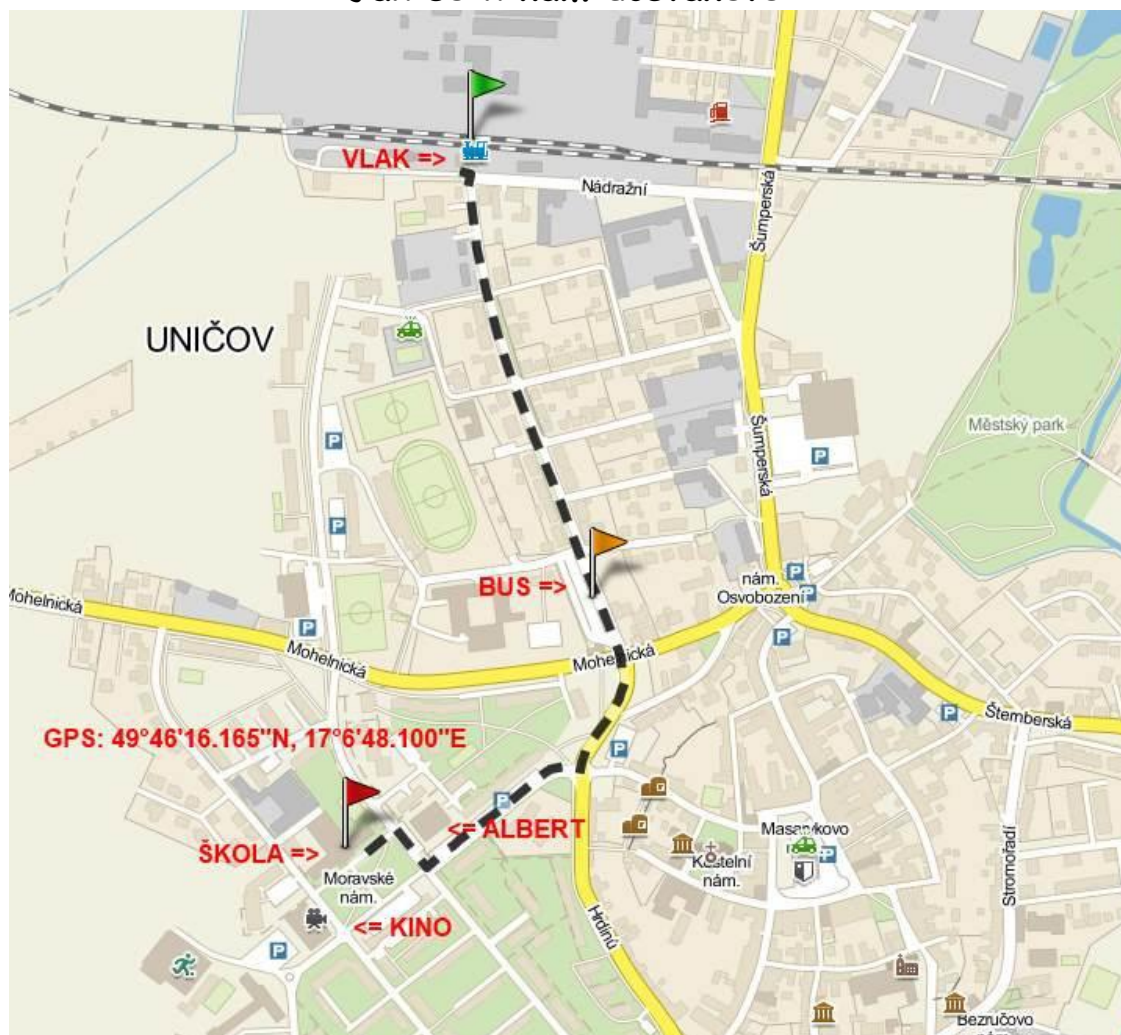 VLAK =>
Nádražní
Šumperská
UNIČOV
Městský park
Šumperská
P
P
P
BUS =>
nám.
Osvobození
P
P
P
P
Mohelnická
Mohelnická
Mohelnická
Štemberská
P
GPS: 49°46'16.165"N, 17°6'48.100"E
P
P
<= ALBERT
ŠKOLA =>
Masarykovo
P
Kostelní
nám.
Moravské
nám.
Stromořadí
<= KINO
Hrdinů
P
Bezručovo